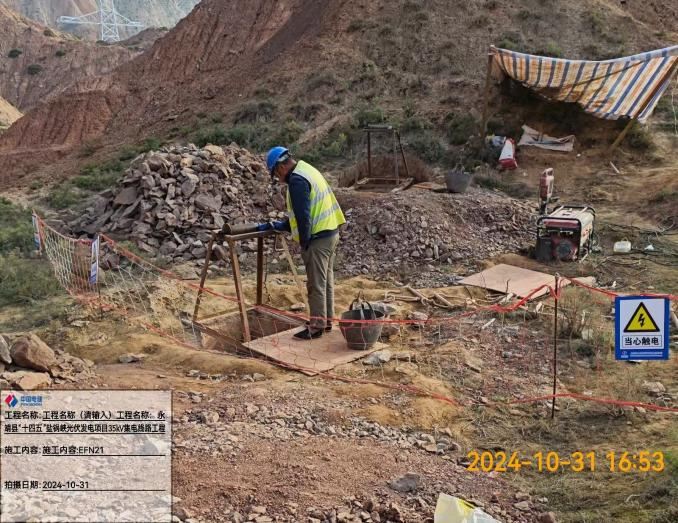 当心触电
中国电建
POWERCHINA
工程名称: 工程名称（请输入）工程名称：永
靖县“十四五”盐锅峡光伏发电项目35kV集电线路工程
施工内容: 施工内容:EFN21
拍摄日期: 2024-10-31
2024-10-31 16:53